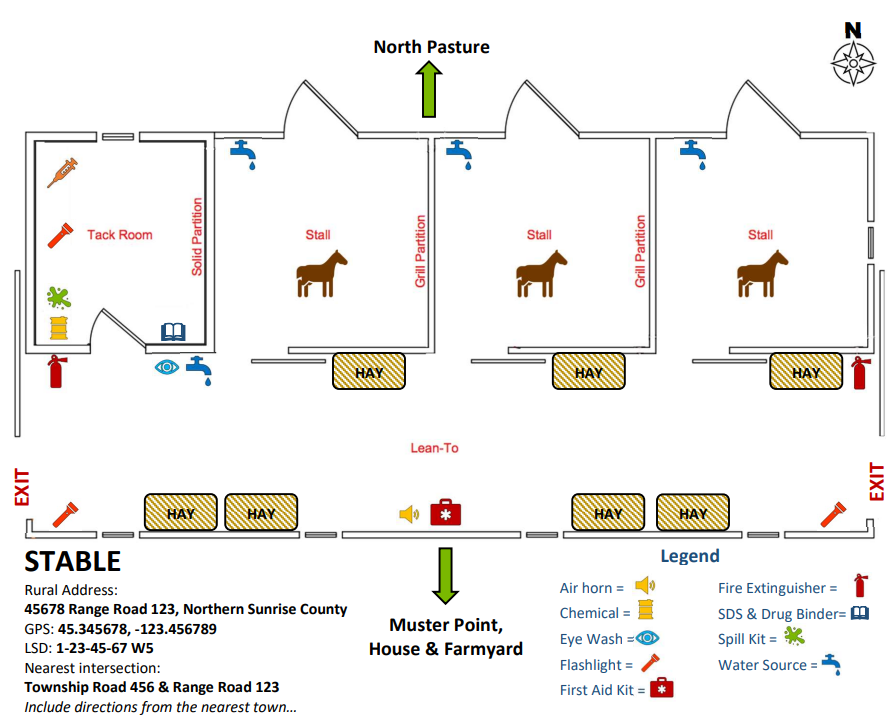 N
North Pasture
Tack Room
Solid Partition
Stall
Grill Partition
Stall
Grill Partition
Stall
HAY
HAY
HAY
Lean-To
EXIT
EXIT
HAY
HAY
HAY
HAY
STABLE
Rural Address:
45678 Range Road 123, Northern Sunrise County
GPS: 45.345678, -123.456789
LSD: 1-23-45-67 W5
Nearest intersection:
Township Road 456 & Range Road 123
Include directions from the nearest town…
Muster Point,
House & Farmyard
Legend
Air horn =
Chemical =
Eye Wash =
Flashlight =
First Aid Kit =
Fire Extinguisher =
SDS & Drug Binder=
Spill Kit =
Water Source =